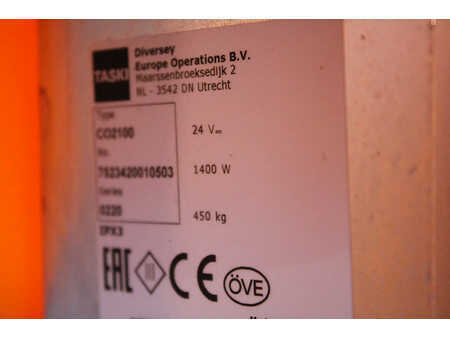 Diversey
TASKI Europe Operations B.V.
Maarssenbroeksedijk 2
NL - 3542 DN Utrecht
Type
CO2100 24 V
No.
7523420010503 1400 W
Series
0220 450 kg
IPX3
EAC III CE ÖVE